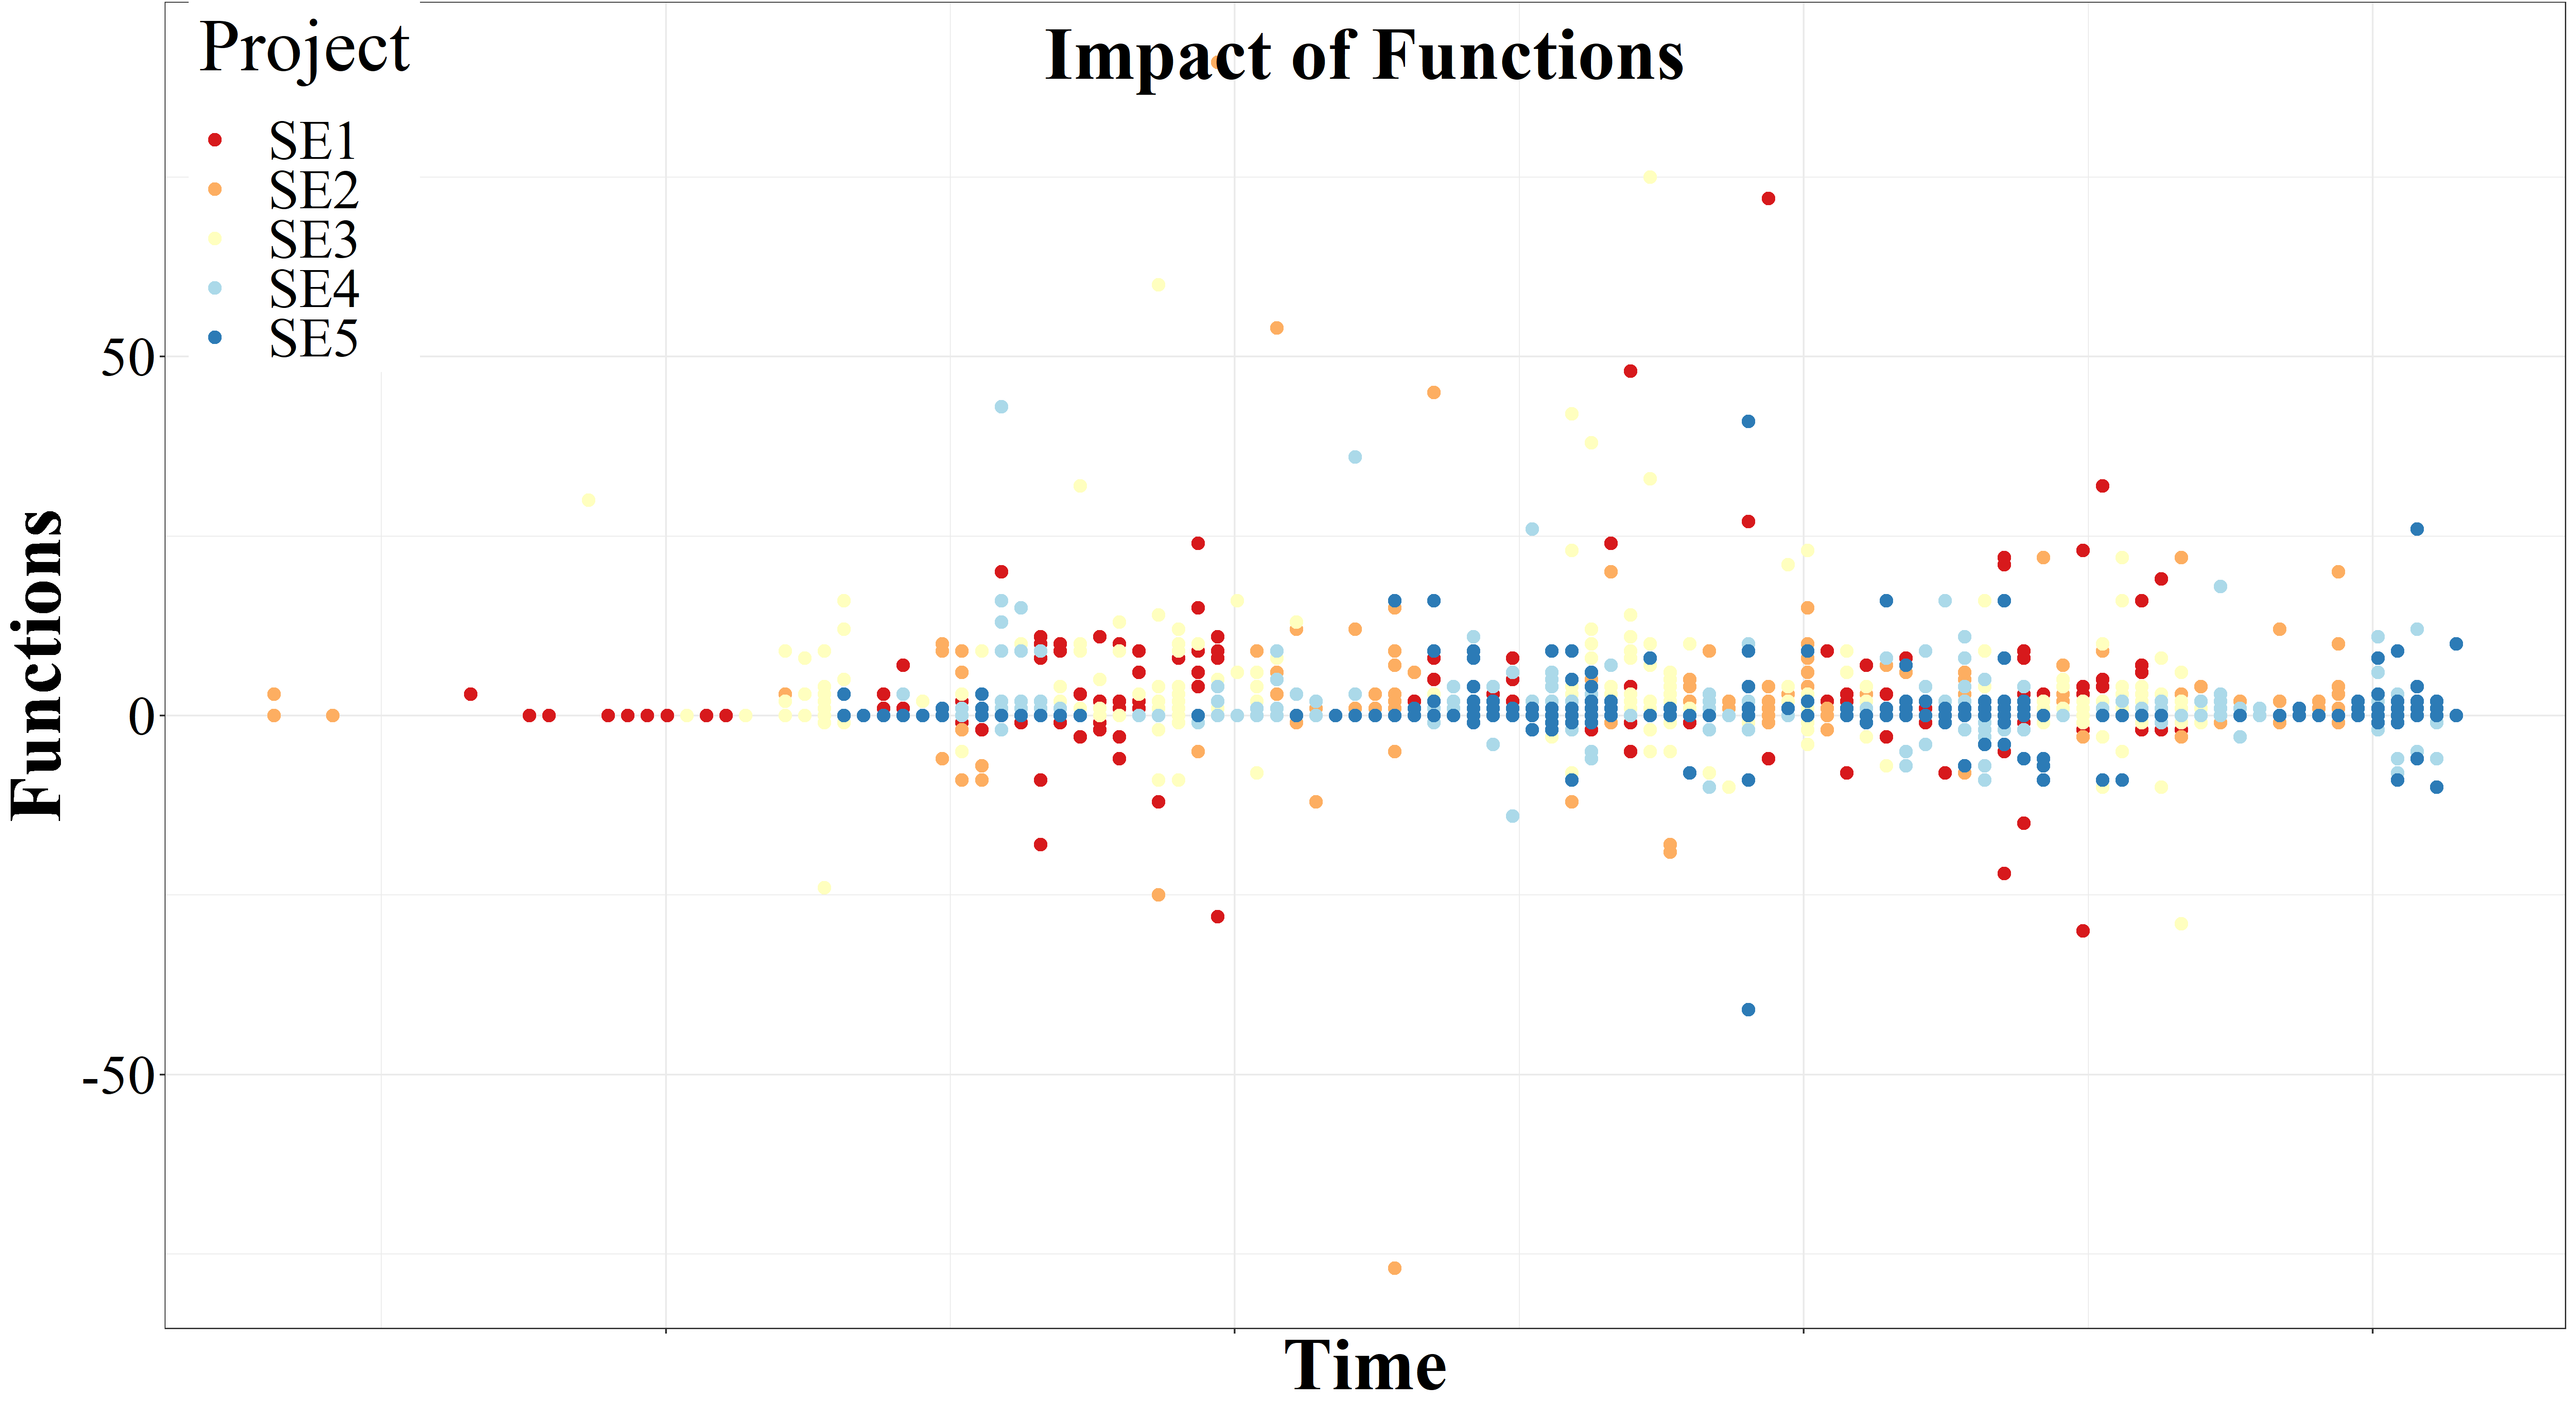 Impact of Functions
Project
SE1
SE2
SE3
SE4
SE5
Functions
50
0
-50
Time